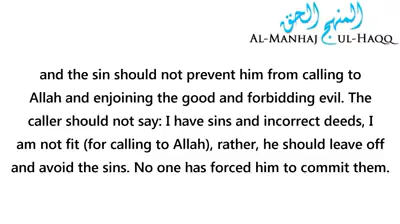 المنهج الحق
AL-MANHAJ UL-HAQQ
and the sin should not prevent him from calling to
Allah and enjoining the good and forbidding evil. The
caller should not say: I have sins and incorrect deeds, I
am not fit (for calling to Allah), rather, he should leave off
and avoid the sins. No one has forced him to commit them.